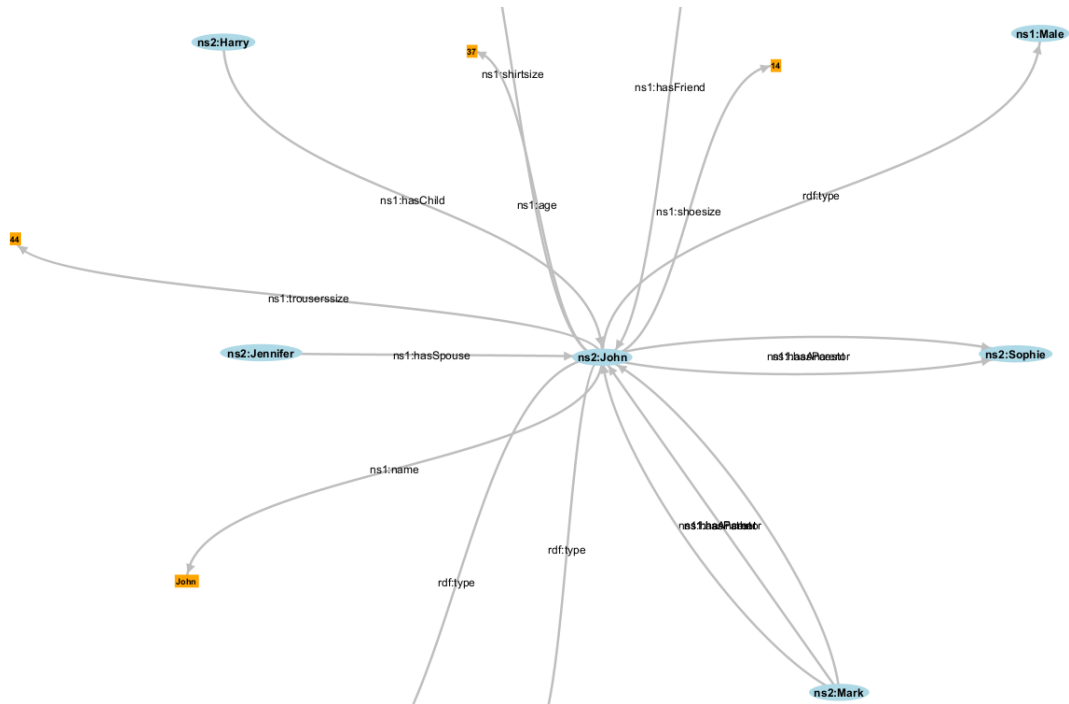 ns1:Male
ns2:Harry
37
14
ns1:shirtsize
ns1:hasFriend
rdf:type
ns1:hasChild
ns1:age
ns1:shoesize
44
ns1:trouserssize
ns2:Jennifer
ns1:hasSpouse
ns2:John
ns2:Sophie
ns1:name
rdf:type
John
rdf:type
ns2:Mark